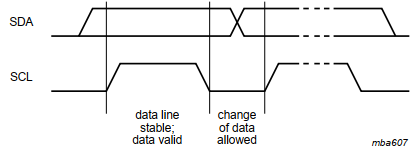 SDA
SCL
data line
stable;
data valid
change
of data
allowed
mba607